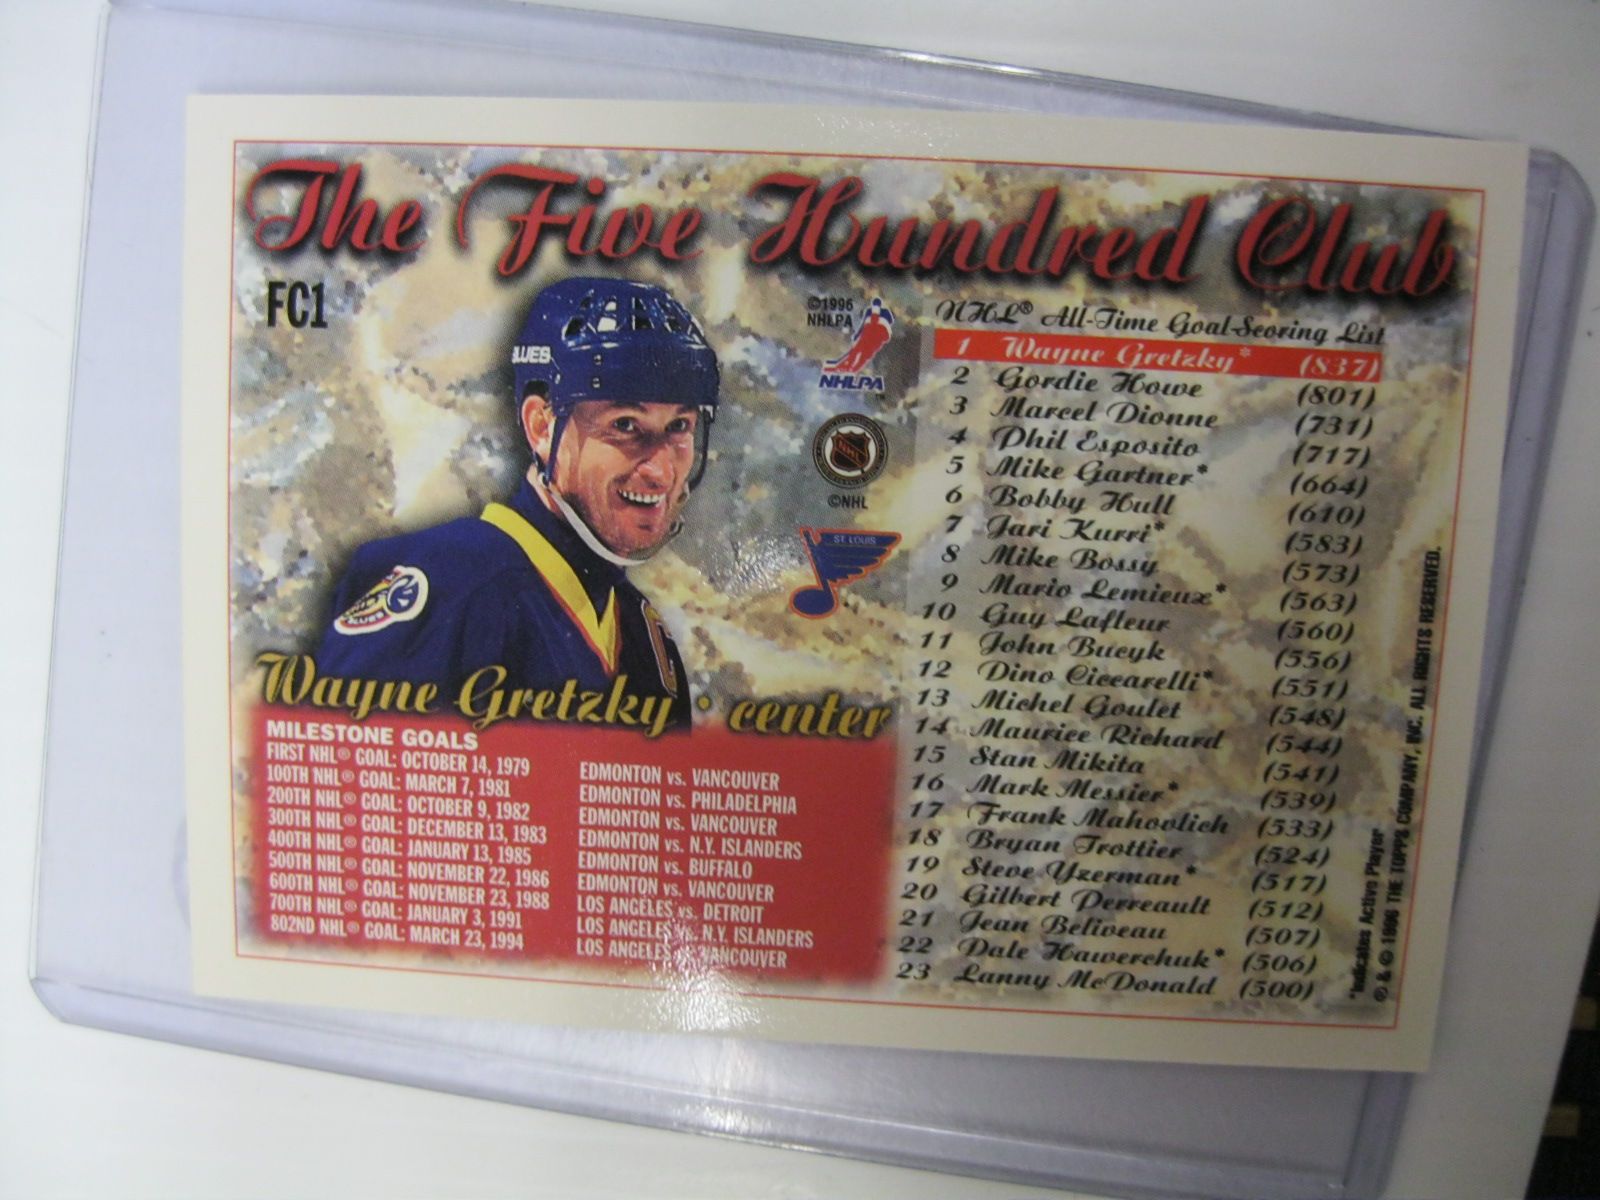 The Five Hundred Club
FC1
BLUES
©1996
NHLPA
NHLPA
NHL
©NHL
ST. LOUIS
Wayne Gretzky · center
MILESTONE GOALS
FIRST NHL® GOAL: OCTOBER 14, 1979 EDMONTON vs. VANCOUVER
100TH NHL® GOAL: MARCH 7, 1981 EDMONTON vs. PHILADELPHIA
200TH NHL® GOAL: OCTOBER 9, 1982 EDMONTON vs. VANCOUVER
300TH NHL® GOAL: DECEMBER 13, 1983 EDMONTON vs. N.Y. ISLANDERS
400TH NHL® GOAL: JANUARY 13, 1985 EDMONTON vs. BUFFALO
500TH NHL® GOAL: NOVEMBER 22, 1986 EDMONTON vs. VANCOUVER
600TH NHL® GOAL: NOVEMBER 23, 1988 LOS ANGELES vs. DETROIT
700TH NHL® GOAL: JANUARY 3, 1991 LOS ANGELES vs. N.Y. ISLANDERS
802ND NHL® GOAL: MARCH 23, 1994 LOS ANGELES vs. VANCOUVER
NHL® All-Time Goal-Scoring List
1 Wayne Gretzky* (837)
2 Gordie Howe (801)
3 Marcel Dionne (731)
4 Phil Esposito (717)
5 Mike Gartner* (664)
6 Bobby Hull (610)
7 Jari Kurri* (583)
8 Mike Bossy (573)
9 Mario Lemieux* (563)
10 Guy Lafleur (560)
11 John Bucyk (556)
12 Dino Ciccarelli* (551)
13 Michel Goulet (548)
14 Maurice Richard (544)
15 Stan Mikita (541)
16 Mark Messier* (539)
17 Frank Mahovlich (533)
18 Bryan Trottier (524)
19 Steve Yzerman* (517)
20 Gilbert Perreault (512)
21 Jean Beliveau (507)
22 Dale Hawerchuk* (506)
23 Lanny McDonald (500)
*Indicates Active Player
® & © 1996 THE TOPPS COMPANY, INC. ALL RIGHTS RESERVED.